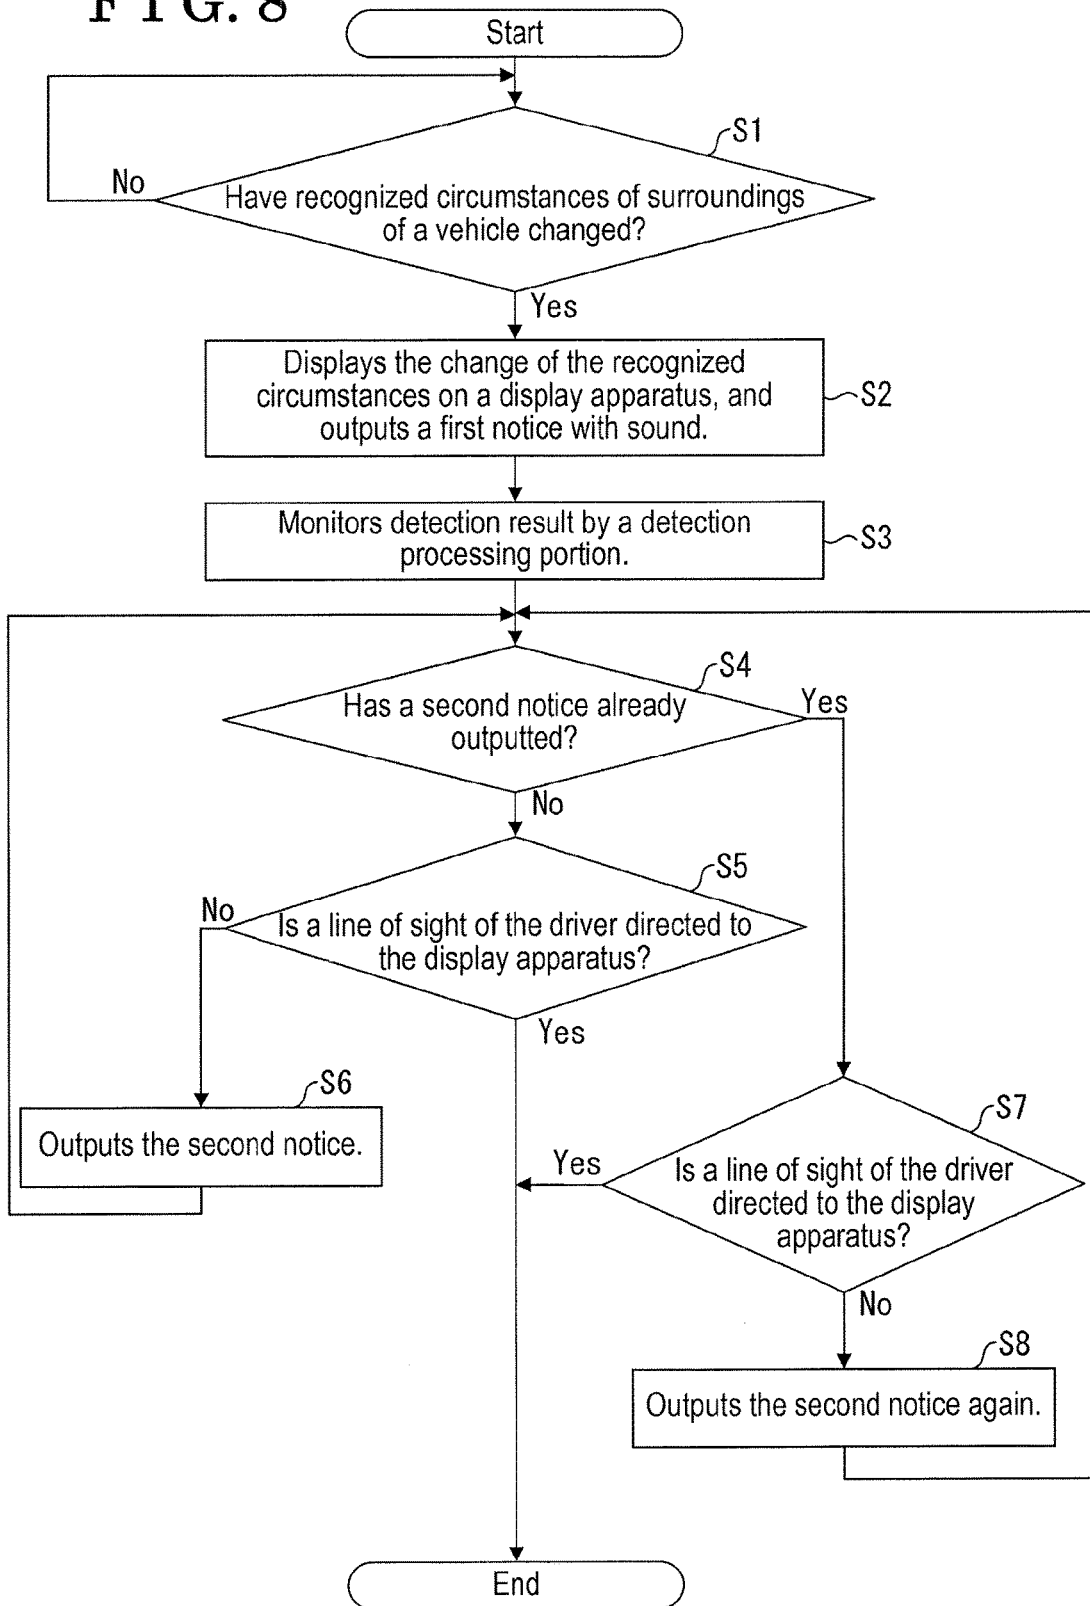 FIG. 8
Start
S1
No
Have recognized circumstances of surroundings
of a vehicle changed?
Yes
Displays the change of the recognized
circumstances on a display apparatus, and
outputs a first notice with sound.
S2
Monitors detection result by a detection
processing portion.
S3
S4
Has a second notice already
outputted?
Yes
No
S5
No
Is a line of sight of the driver directed to
the display apparatus?
Yes
S6
Outputs the second notice.
S7
Yes
Is a line of sight of the driver
directed to the display
apparatus?
No
S8
Outputs the second notice again.
End